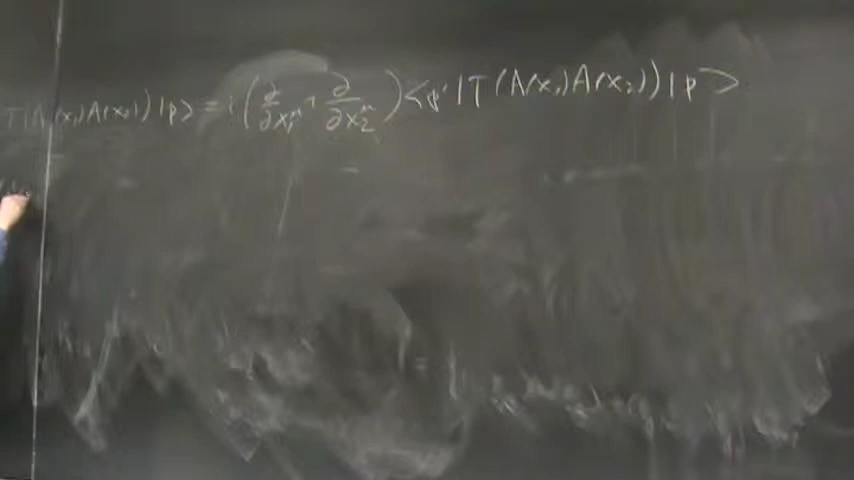 T(A(x₁)A(x₂))|p> = i(∂/∂x₁^μ + ∂/∂x₂^μ)<p'|T(A(x₁)A(x₂))|p>